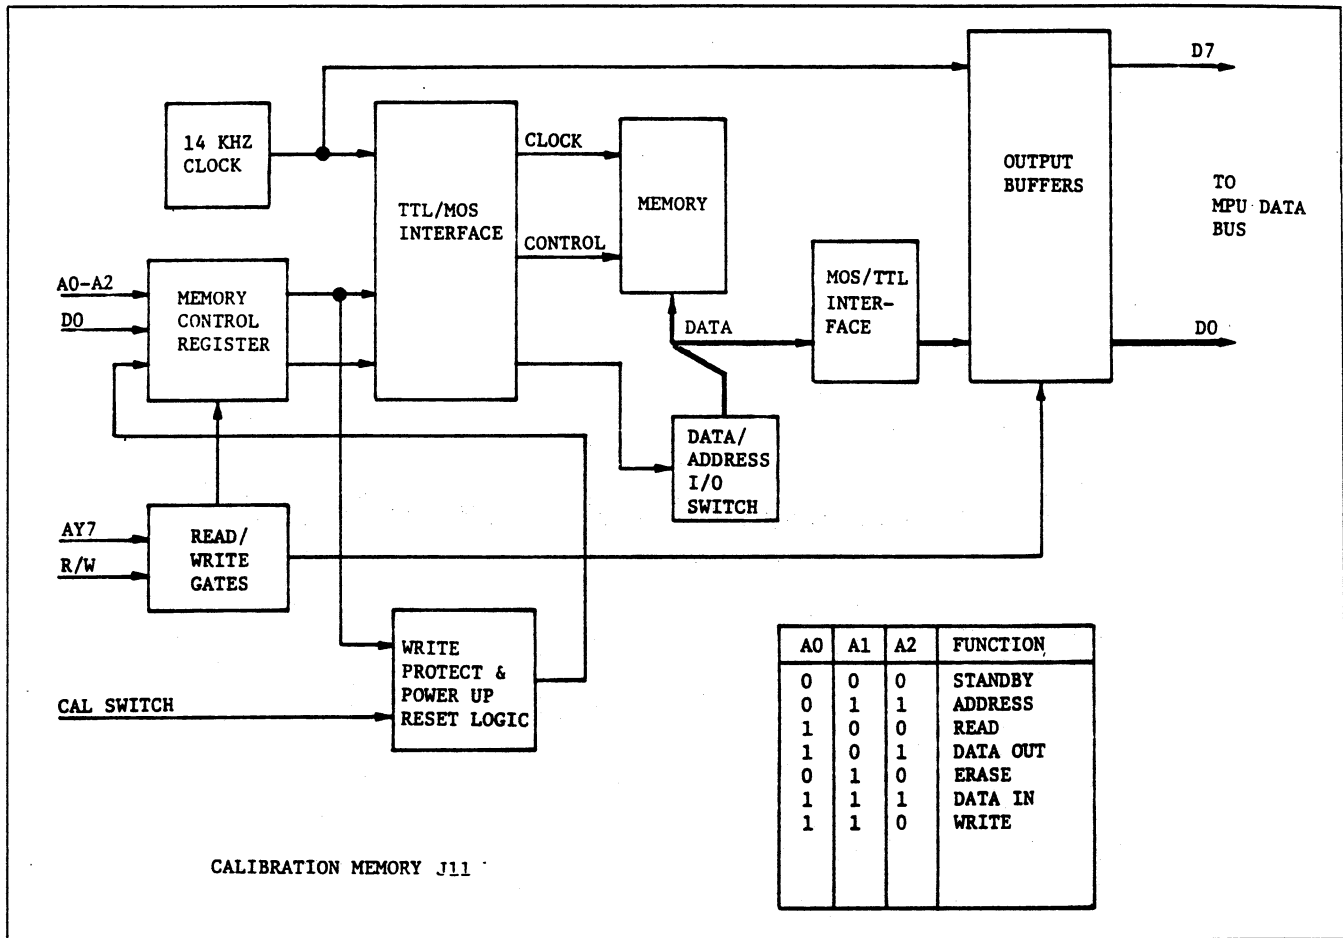 D7
14 KHZ
CLOCK
CLOCK
OUTPUT
BUFFERS
TTL/MOS
INTERFACE
MEMORY
TO
MPU DATA
BUS
CONTROL
A0-A2
MEMORY
CONTROL
REGISTER
MOS/TTL
INTER-
FACE
D0
DATA
D0
DATA/
ADDRESS
I/O
SWITCH
AY7
R/W
READ/
WRITE
GATES
WRITE
PROTECT &
POWER UP
RESET LOGIC
CAL SWITCH
A0 A1 A2 FUNCTION
0 0 0 STANDBY
0 1 1 ADDRESS
1 0 0 READ
1 0 1 DATA OUT
0 1 0 ERASE
1 1 1 DATA IN
1 1 0 WRITE
CALIBRATION MEMORY J11